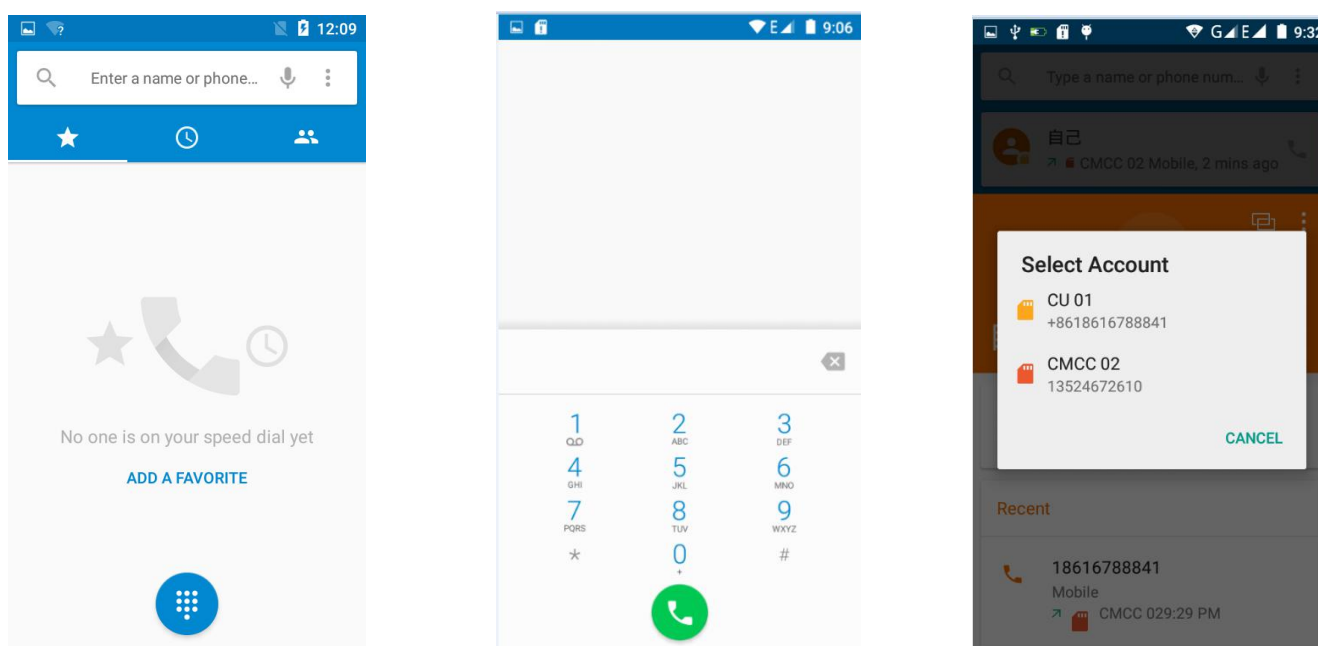 12:09
Enter a name or phone...
No one is on your speed dial yet
ADD A FAVORITE
E 9:06
1
2 ABC
3 DEF
4 GHI
5 JKL
6 MNO
7 PQRS
8 TUV
9 WXYZ
*
0 +
#
G E 9:32
Type a name or phone num...
自己
CMCC 02 Mobile, 2 mins ago
Select Account
CU 01
+8618616788841
CMCC 02
13524672610
CANCEL
Recent
18616788841
Mobile
CMCC 029:29 PM